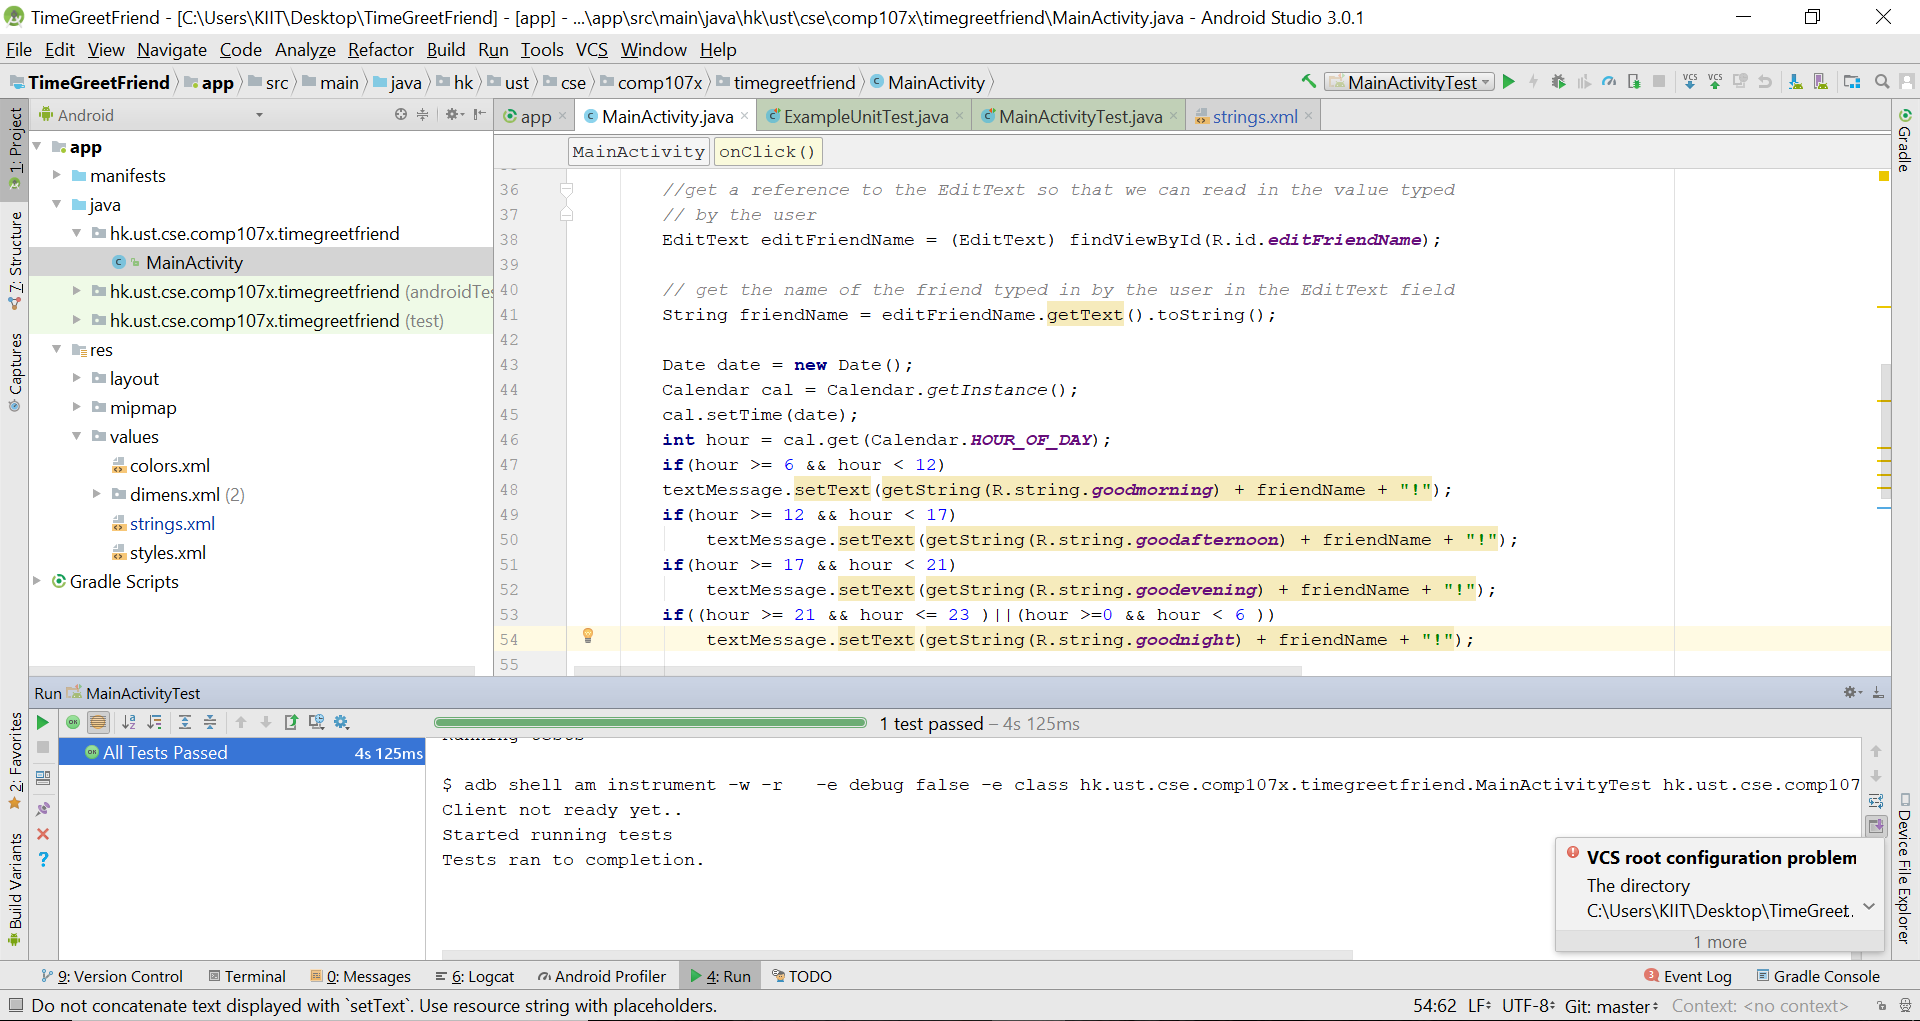 TimeGreetFriend - [C:\Users\KIIT\Desktop\TimeGreetFriend] - [app] - ...\app\src\main\java\hk\ust\cse\comp107x\timegreetfriend\MainActivity.java - Android Studio 3.0.1
File Edit View Navigate Code Analyze Refactor Build Run Tools VCS Window Help
TimeGreetFriend app src main java hk ust cse comp107x timegreetfriend MainActivity MainActivityTest VCS VCS
Android
app MainActivity.java ExampleUnitTest.java MainActivityTest.java strings.xml
1: Project
7: Structure
Captures
2: Favorites
Build Variants
app
manifests
java
hk.ust.cse.comp107x.timegreetfriend
MainActivity
hk.ust.cse.comp107x.timegreetfriend (androidTes
hk.ust.cse.comp107x.timegreetfriend (test)
res
layout
mipmap
values
colors.xml
dimens.xml (2)
strings.xml
styles.xml
Gradle Scripts
MainActivity onClick()
36 //get a reference to the EditText so that we can read in the value typed
37 // by the user
38 EditText editFriendName = (EditText) findViewById(R.id.editFriendName);
39
40 // get the name of the friend typed in by the user in the EditText field
41 String friendName = editFriendName.getText().toString();
42
43 Date date = new Date();
44 Calendar cal = Calendar.getInstance();
45 cal.setTime(date);
46 int hour = cal.get(Calendar.HOUR_OF_DAY);
47 if(hour >= 6 && hour < 12)
48 textMessage.setText(getString(R.string.goodmorning) + friendName + "!");
49 if(hour >= 12 && hour < 17)
50 textMessage.setText(getString(R.string.goodafternoon) + friendName + "!");
51 if(hour >= 17 && hour < 21)
52 textMessage.setText(getString(R.string.goodevening) + friendName + "!");
53 if((hour >= 21 && hour <= 23 )||(hour >=0 && hour < 6 ))
54 textMessage.setText(getString(R.string.goodnight) + friendName + "!");
55
Gradle
Device File Explorer
Run MainActivityTest
1 test passed – 4s 125ms
All Tests Passed 4s 125ms
Running tests
$ adb shell am instrument -w -r -e debug false -e class hk.ust.cse.comp107x.timegreetfriend.MainActivityTest hk.ust.cse.comp107
Client not ready yet..
Started running tests
Tests ran to completion.
VCS root configuration problem
The directory
C:\Users\KIIT\Desktop\TimeGreet.
1 more
9: Version Control Terminal 0: Messages 6: Logcat Android Profiler 4: Run TODO 3 Event Log Gradle Console
Do not concatenate text displayed with `setText`. Use resource string with placeholders. 54:62 LF UTF-8 Git: master Context: <no context>